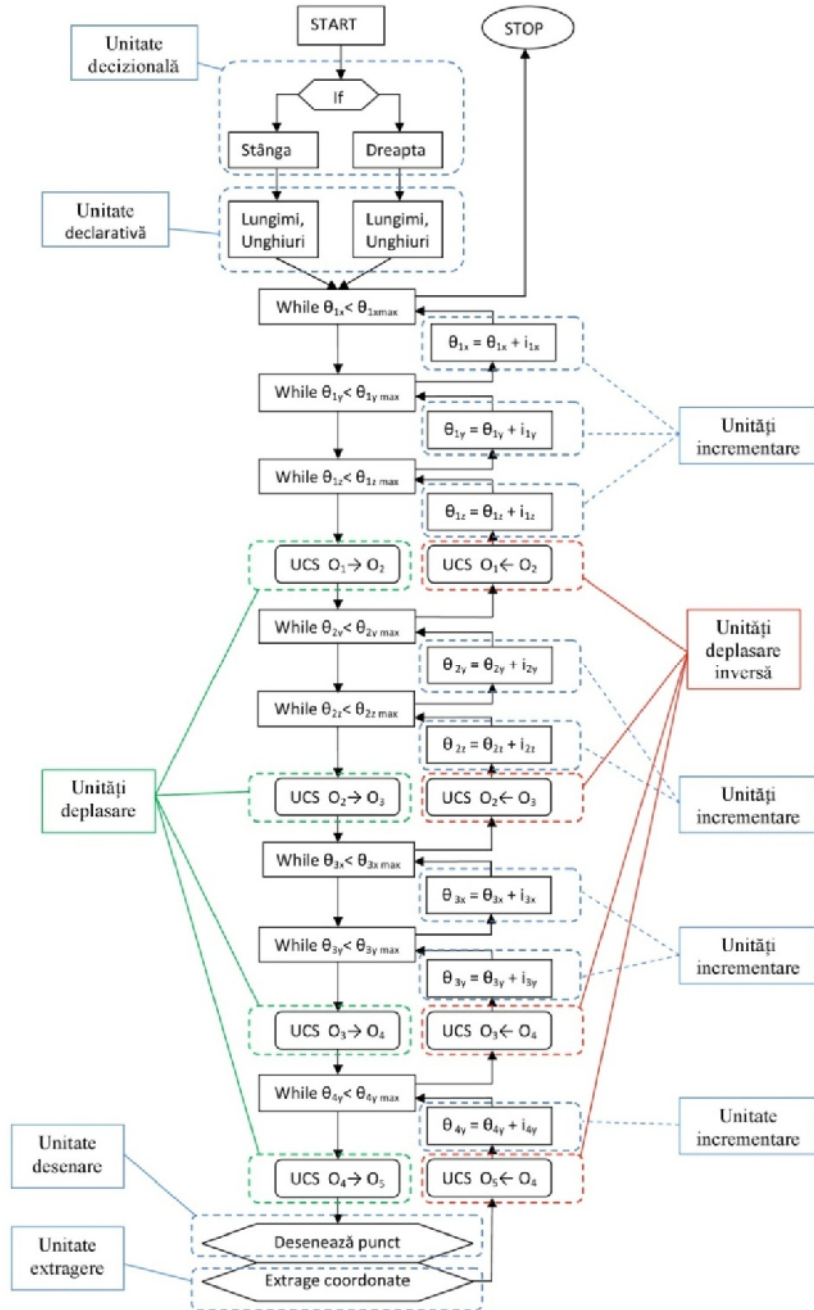 START
STOP
Unitate
decizională
If
Stânga
Dreapta
Unitate
declarativă
Lungimi,
Unghiuri
Lungimi,
Unghiuri
While θ1x< θ1xmax
θ1x = θ1x + i1x
While θ1y< θ1y max
θ1y = θ1y + i1y
Unități
incrementare
While θ1z< θ1z max
θ1z = θ1z + i1z
UCS O1→ O2
UCS O1← O2
While θ2y< θ2y max
Unități
deplasare
inversă
θ2y = θ2y + i2y
While θ2z< θ2z max
θ2z = θ2z + i2z
Unități
deplasare
UCS O2→ O3
UCS O2← O3
Unități
incrementare
While θ3x< θ3x max
θ3x = θ3x + i3x
While θ3y< θ3y max
Unități
incrementare
θ3y = θ3y + i3y
UCS O3→ O4
UCS O3← O4
While θ4y< θ4y max
θ4y = θ4y + i4y
Unitate
incrementare
Unitate
desenare
UCS O4→ O5
UCS O5← O4
Desenează punct
Unitate
extragere
Extrage coordonate